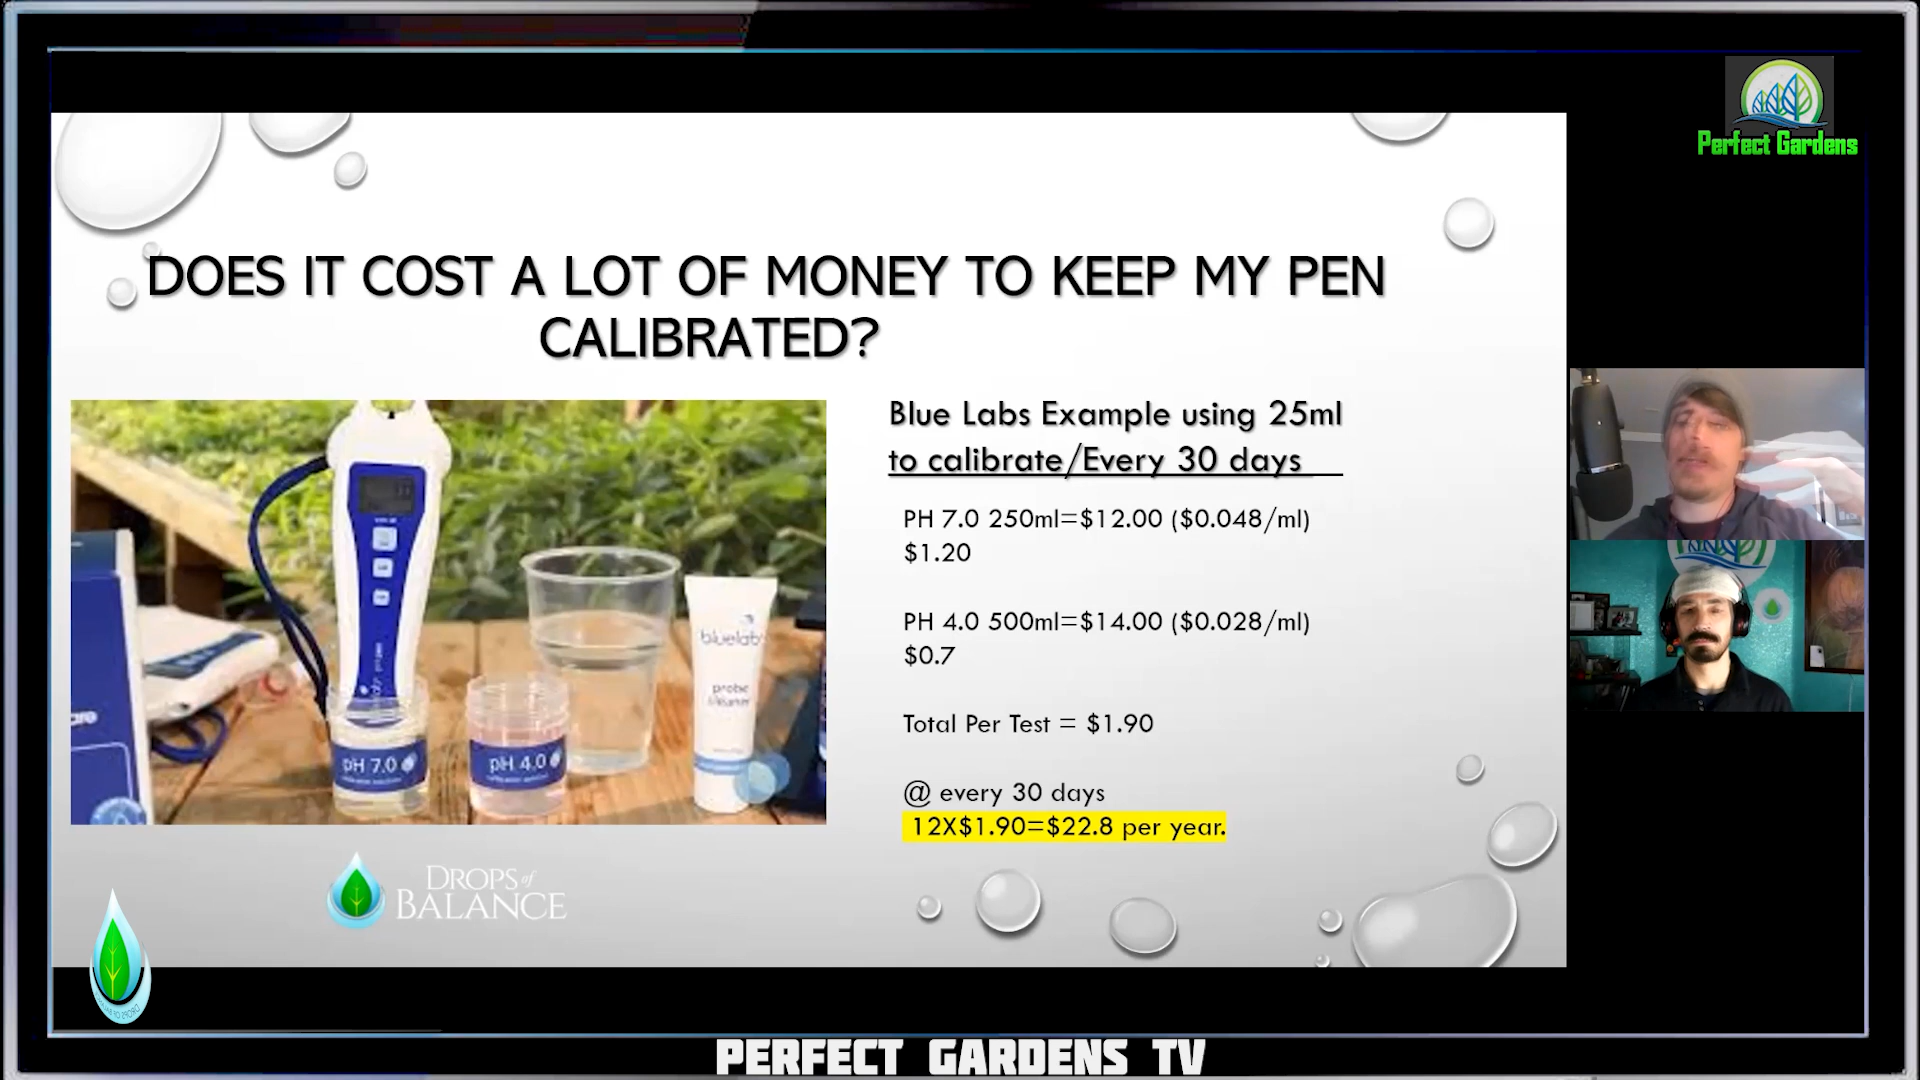 Perfect Gardens
DOES IT COST A LOT OF MONEY TO KEEP MY PEN
CALIBRATED?
Blue Labs Example using 25ml
to calibrate/Every 30 days
PH 7.0 250ml=$12.00 ($0.048/ml)
$1.20
PH 4.0 500ml=$14.00 ($0.028/ml)
$0.7
Total Per Test = $1.90
@ every 30 days
12X$1.90=$22.8 per year.
bluelab
probe
cleaner
pH 7.0
pH 4.0
DROPS of
BALANCE
PERFECT GARDENS TV